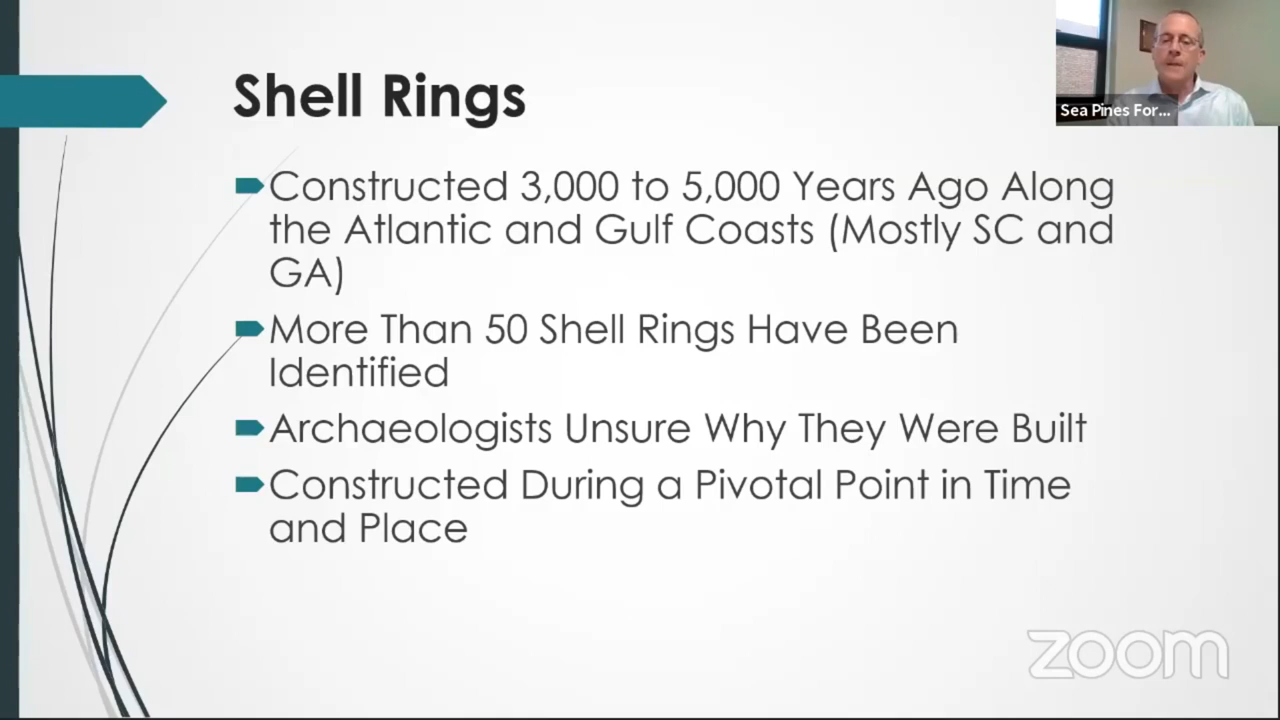 Shell Rings
Sea Pines For...
Constructed 3,000 to 5,000 Years Ago Along
the Atlantic and Gulf Coasts (Mostly SC and
GA)
More Than 50 Shell Rings Have Been
Identified
Archaeologists Unsure Why They Were Built
Constructed During a Pivotal Point in Time
and Place
zoom